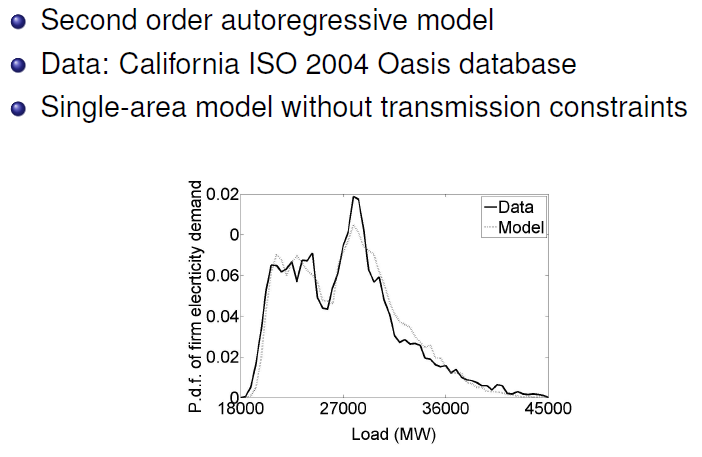 Second order autoregressive model
Data: California ISO 2004 Oasis database
Single-area model without transmission constraints
P.d.f. of firm elecrticity demand
0.02
0
0.06
0.04
0.02
0
Data
Model
18000 27000 36000 45000
Load (MW)